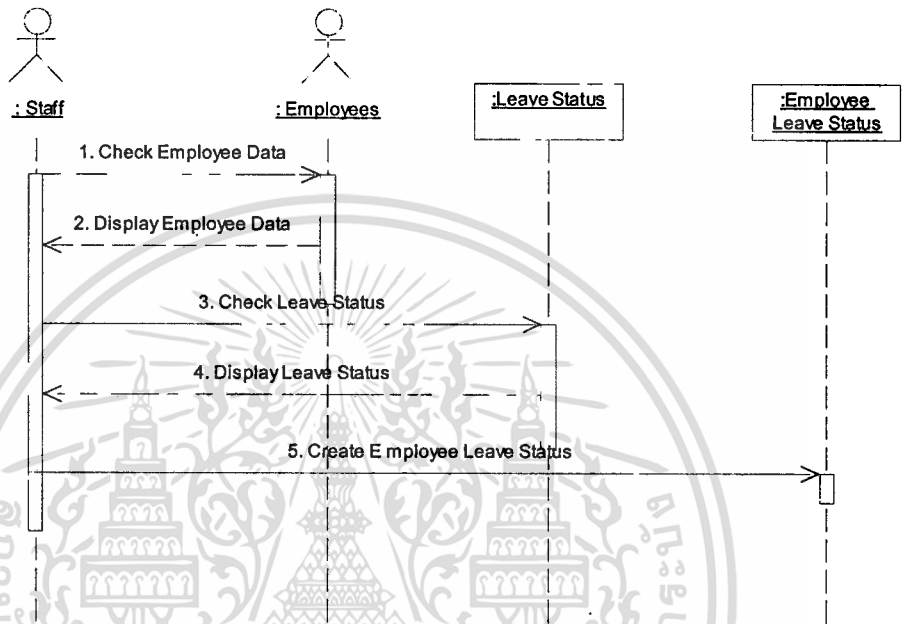 : Staff
: Employees
:Leave Status
:Employee
Leave Status
1. Check Employee Data
2. Display Employee Data
3. Check Leave Status
4. Display Leave Status
5. Create E mployee Leave Status